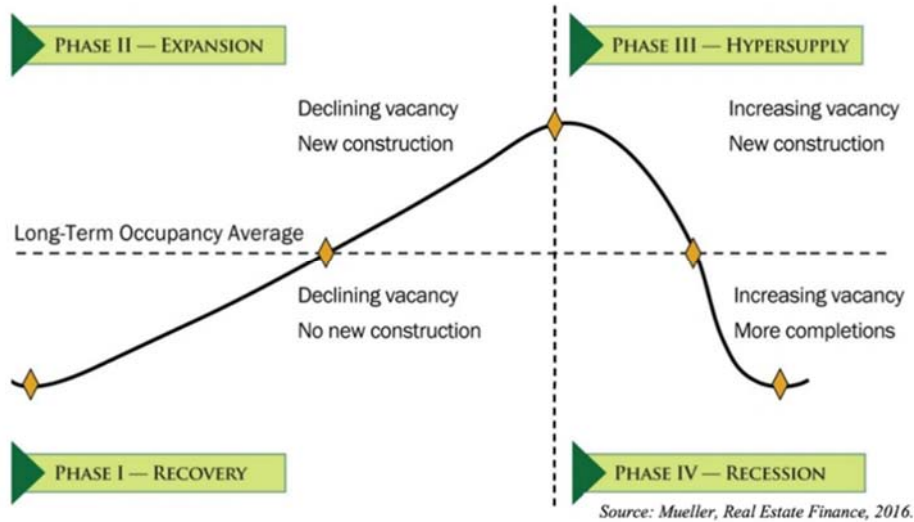 PHASE II — EXPANSION
PHASE III — HYPERSUPPLY
Declining vacancy
New construction
Increasing vacancy
New construction
Long-Term Occupancy Average
Declining vacancy
No new construction
Increasing vacancy
More completions
PHASE I — RECOVERY
PHASE IV — RECESSION
Source: Mueller, Real Estate Finance, 2016.